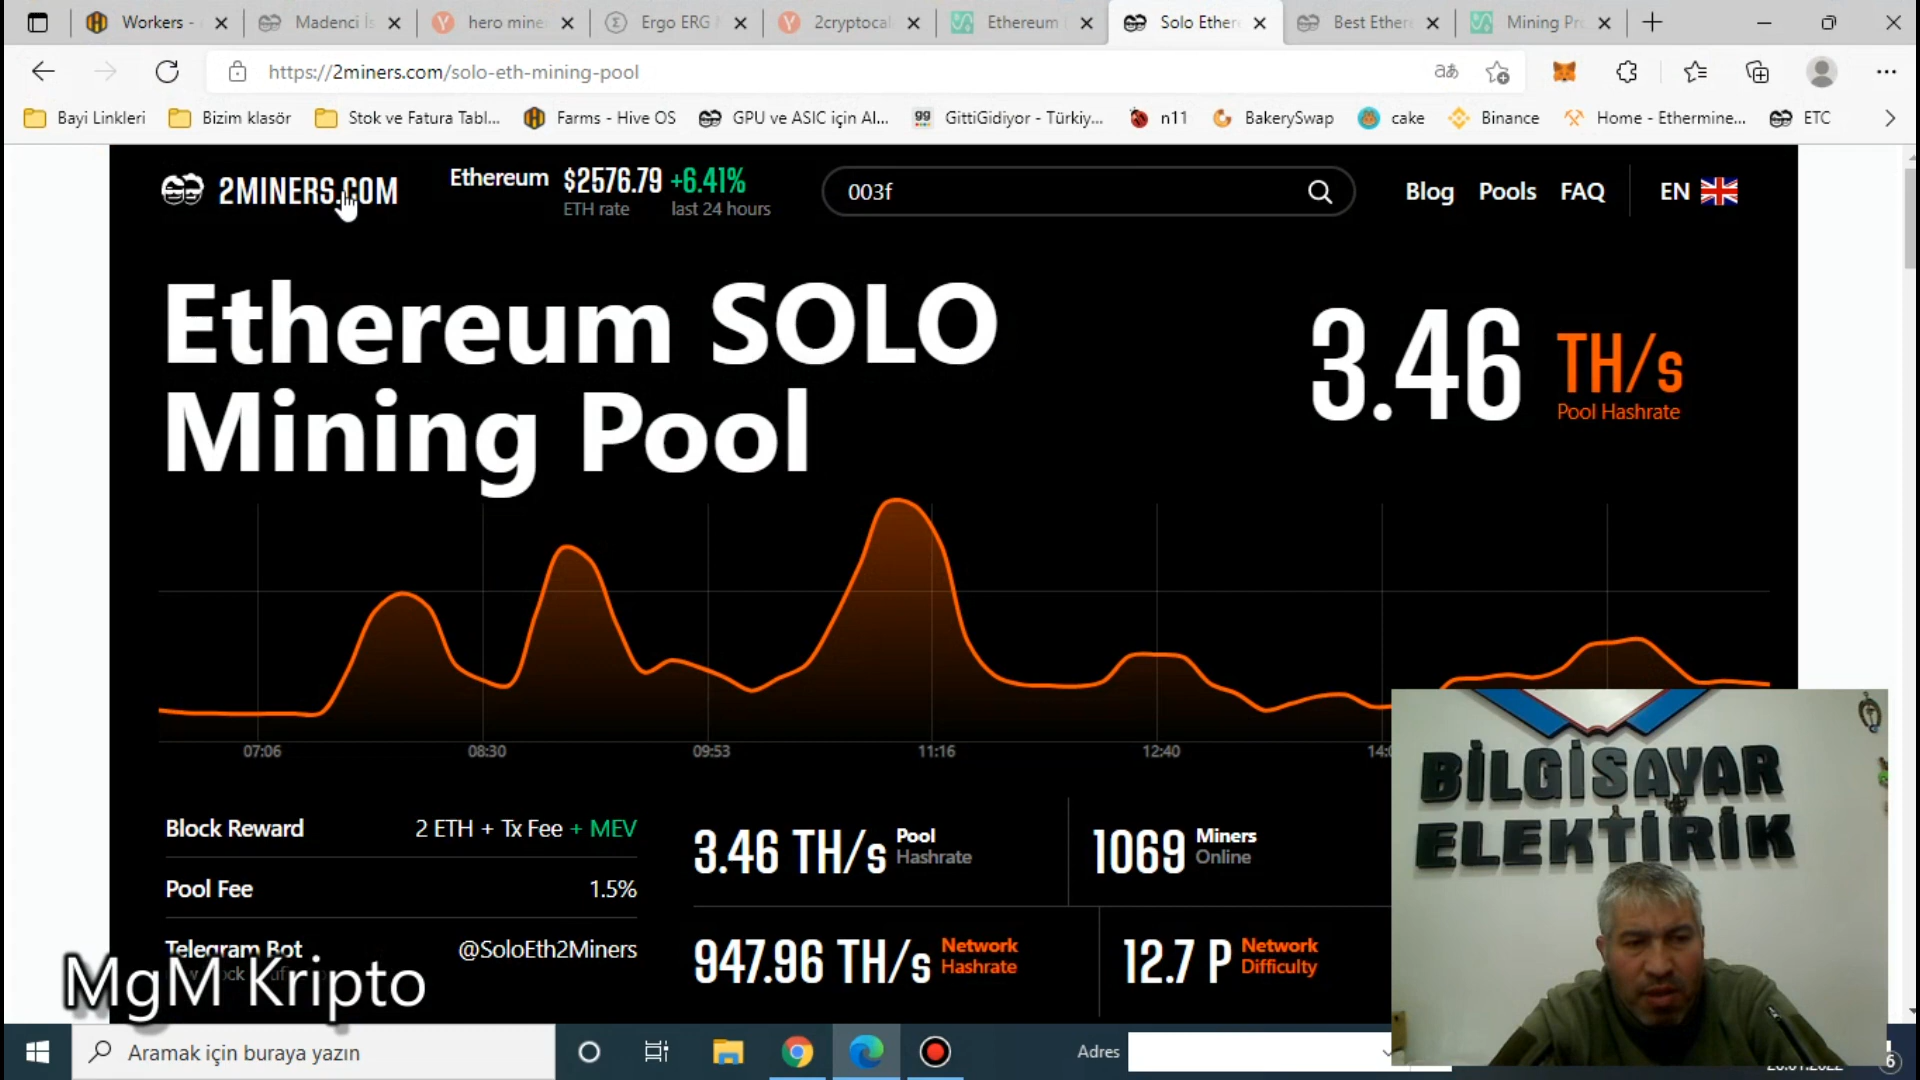 Workers -
Madenci İs
hero mine
Ergo ERG
2cryptocal
Ethereum
Solo Ether
Best Ether
Mining Pr
https://2miners.com/solo-eth-mining-pool
Bayi Linkleri
Bizim klasör
Stok ve Fatura Tabl...
Farms - Hive OS
GPU ve ASIC için Al...
gg
GittiGidiyor - Türkiy...
n11
BakerySwap
cake
Binance
Home - Ethermine...
ETC
2MINERS.COM
Ethereum $2576.79 +6.41%
ETH rate last 24 hours
003f
Blog Pools FAQ EN
Ethereum SOLO
Mining Pool
3.46 TH/s
Pool Hashrate
07:06 08:30 09:53 11:16 12:40
Block Reward 2 ETH + Tx Fee + MEV
Pool Fee 1.5%
Telegram Bot @SoloEth2Miners
3.46 TH/s Pool Hashrate
1069 Miners Online
947.96 TH/s Network Hashrate
12.7 P Network Difficulty
MgM Kripto
BİLGİSAYAR
ELEKTİRİK
Aramak için buraya yazın
Adres